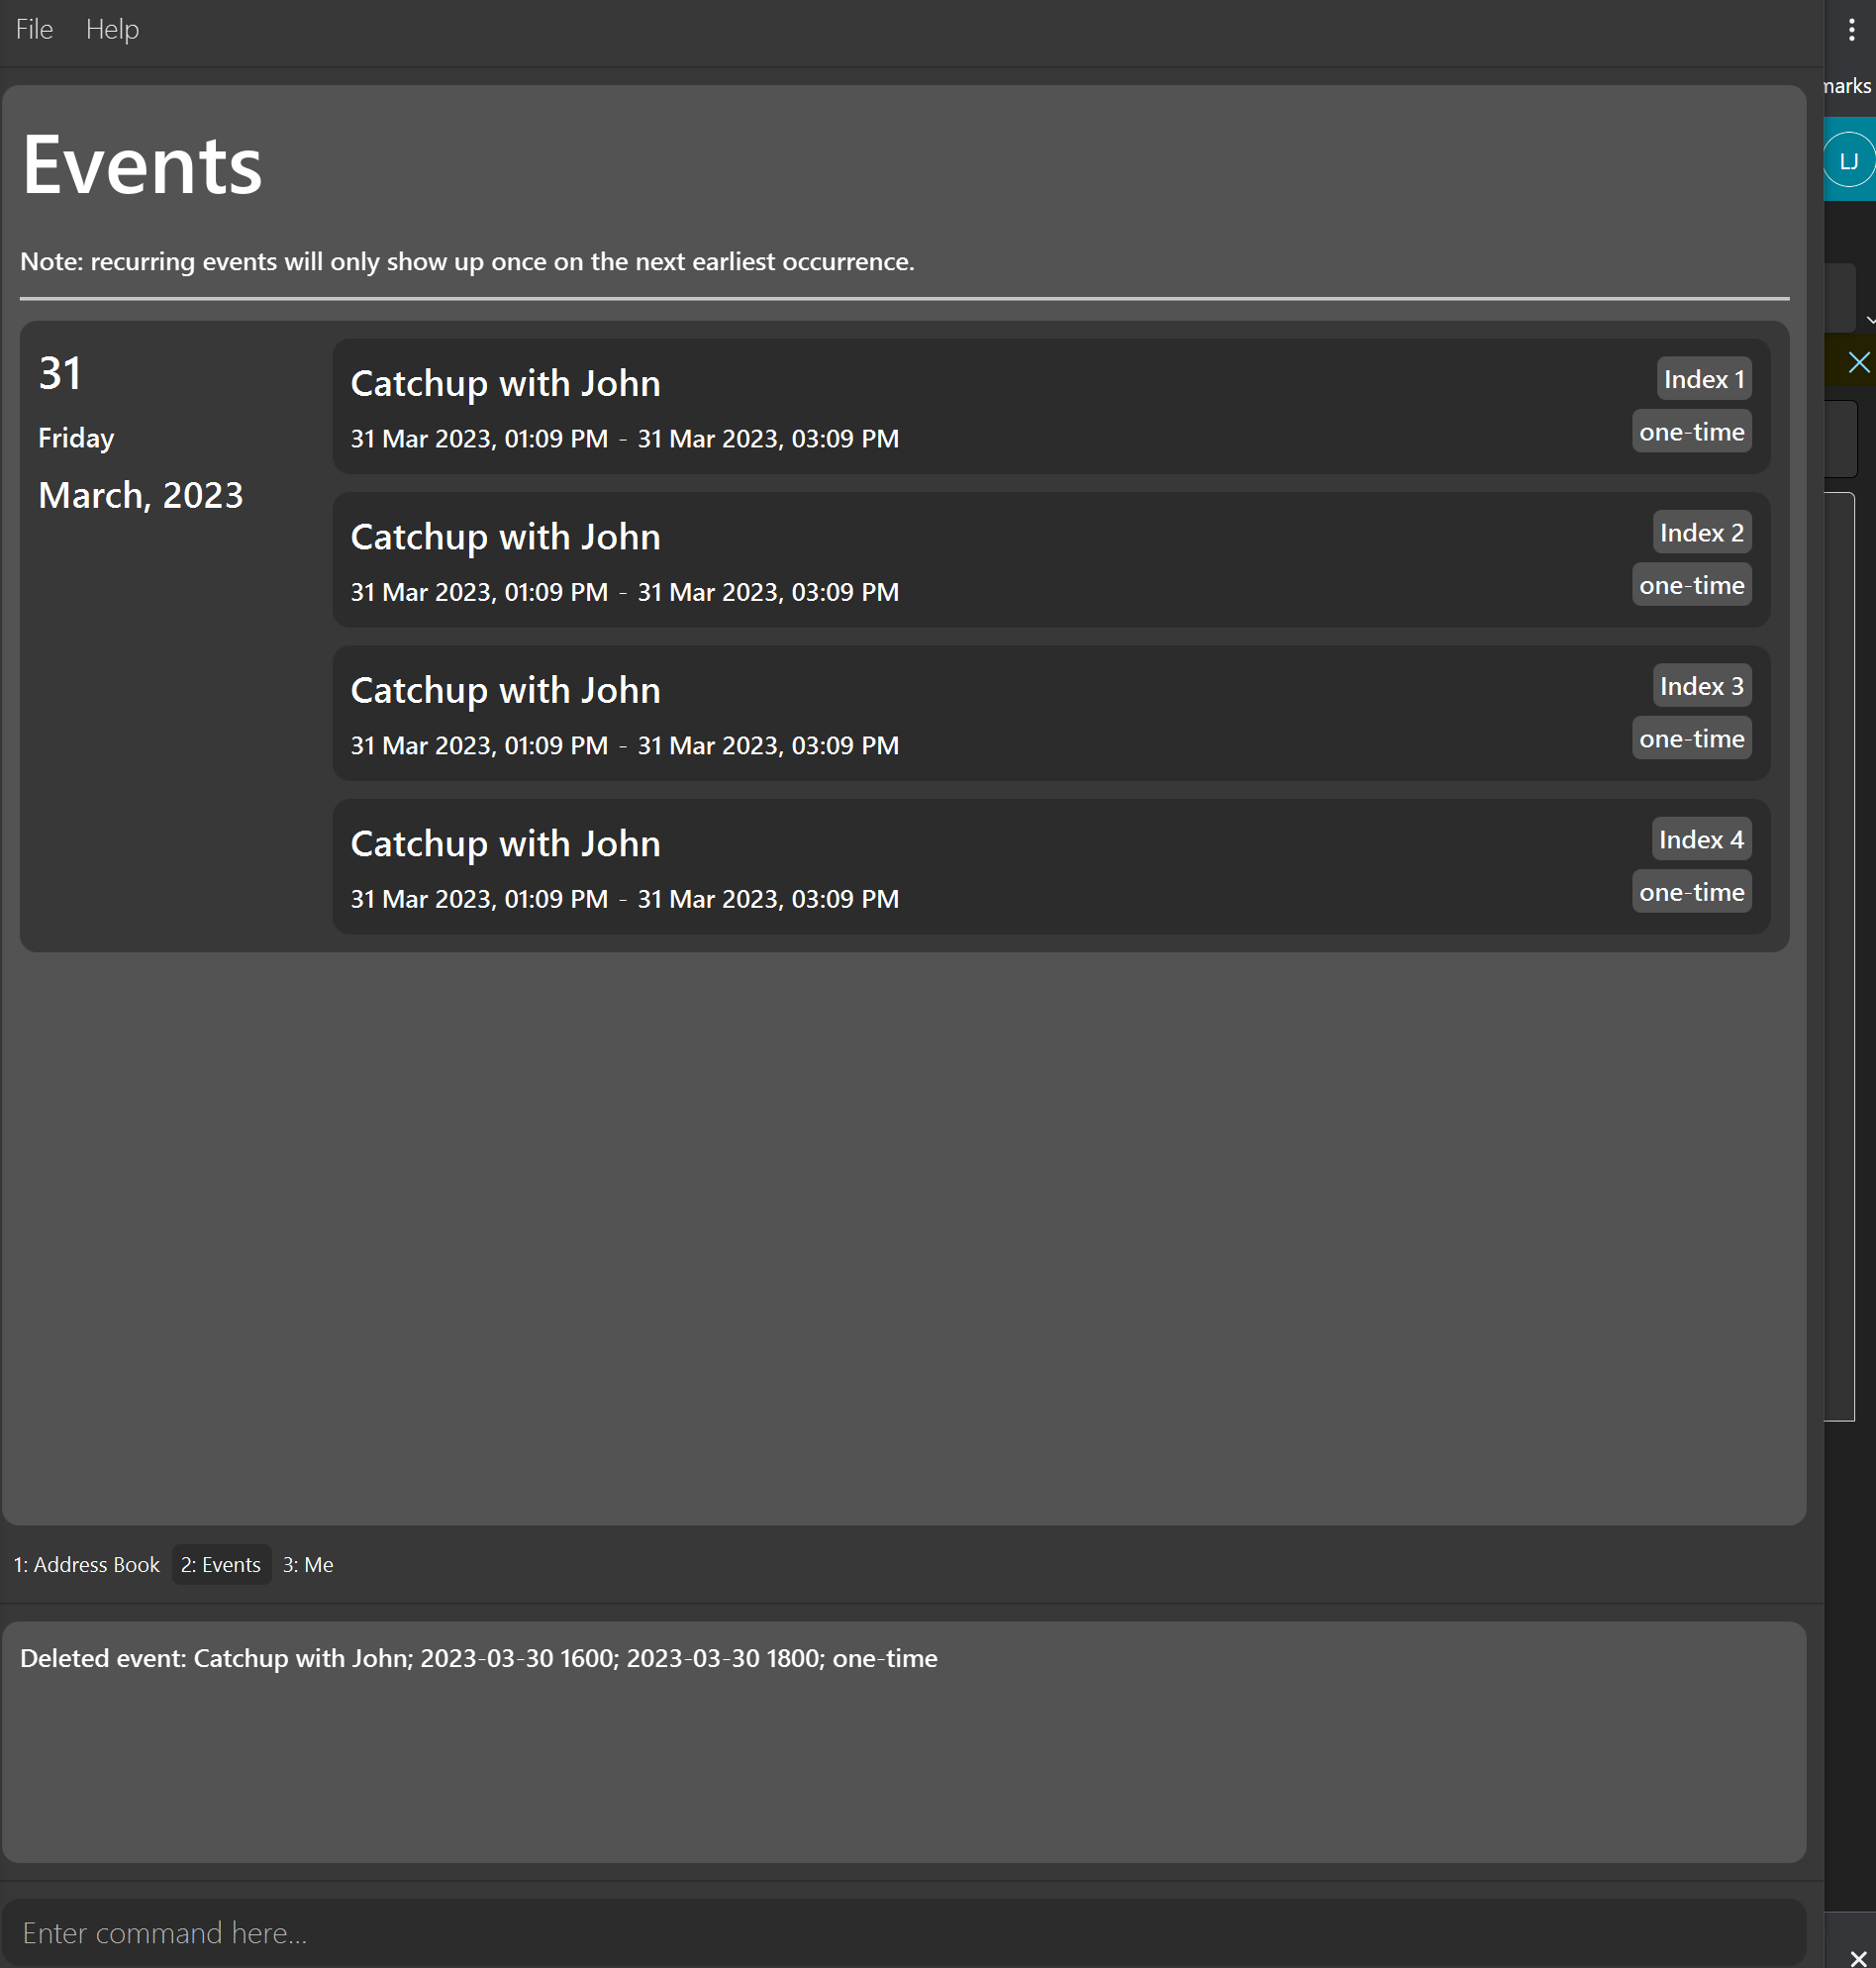 File Help
marks
LJ
Events
Note: recurring events will only show up once on the next earliest occurrence.
31
Friday
March, 2023
Catchup with John
31 Mar 2023, 01:09 PM - 31 Mar 2023, 03:09 PM
Index 1
one-time
Catchup with John
31 Mar 2023, 01:09 PM - 31 Mar 2023, 03:09 PM
Index 2
one-time
Catchup with John
31 Mar 2023, 01:09 PM - 31 Mar 2023, 03:09 PM
Index 3
one-time
Catchup with John
31 Mar 2023, 01:09 PM - 31 Mar 2023, 03:09 PM
Index 4
one-time
1: Address Book 2: Events 3: Me
Deleted event: Catchup with John; 2023-03-30 1600; 2023-03-30 1800; one-time
Enter command here...